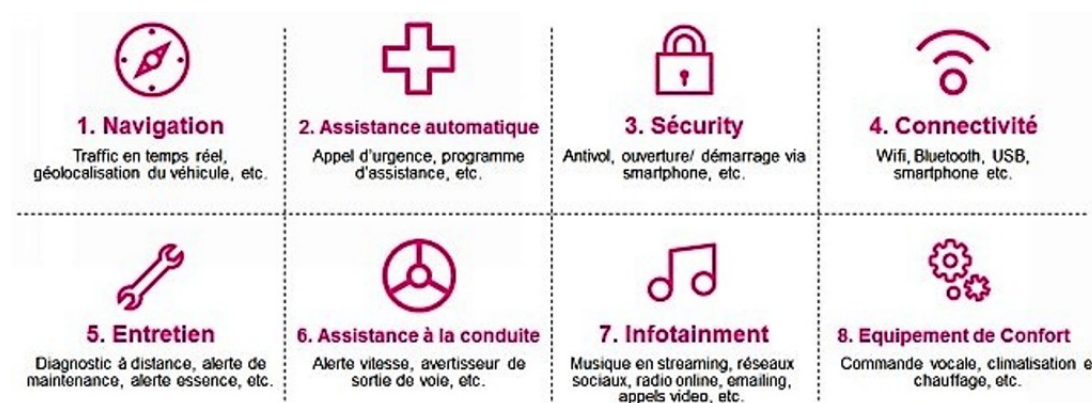 1. Navigation
Traffic en temps réel,
géolocalisation du véhicule, etc.
2. Assistance automatique
Appel d'urgence, programme
d'assistance, etc.
3. Sécurity
Antivol, ouverture/ démarrage via
smartphone, etc.
4. Connectivité
Wifi, Bluetooth, USB,
smartphone etc.
5. Entretien
Diagnostic à distance, alerte de
maintenance, alerte essence, etc.
6. Assistance à la conduite
Alerte vitesse, avertisseur de
sortie de voie, etc.
7. Infotainment
Musique en streaming, réseaux
sociaux, radio online, emailing,
appels video, etc.
8. Equipement de Confort
Commande vocale, climatisation e
chauffage, etc.